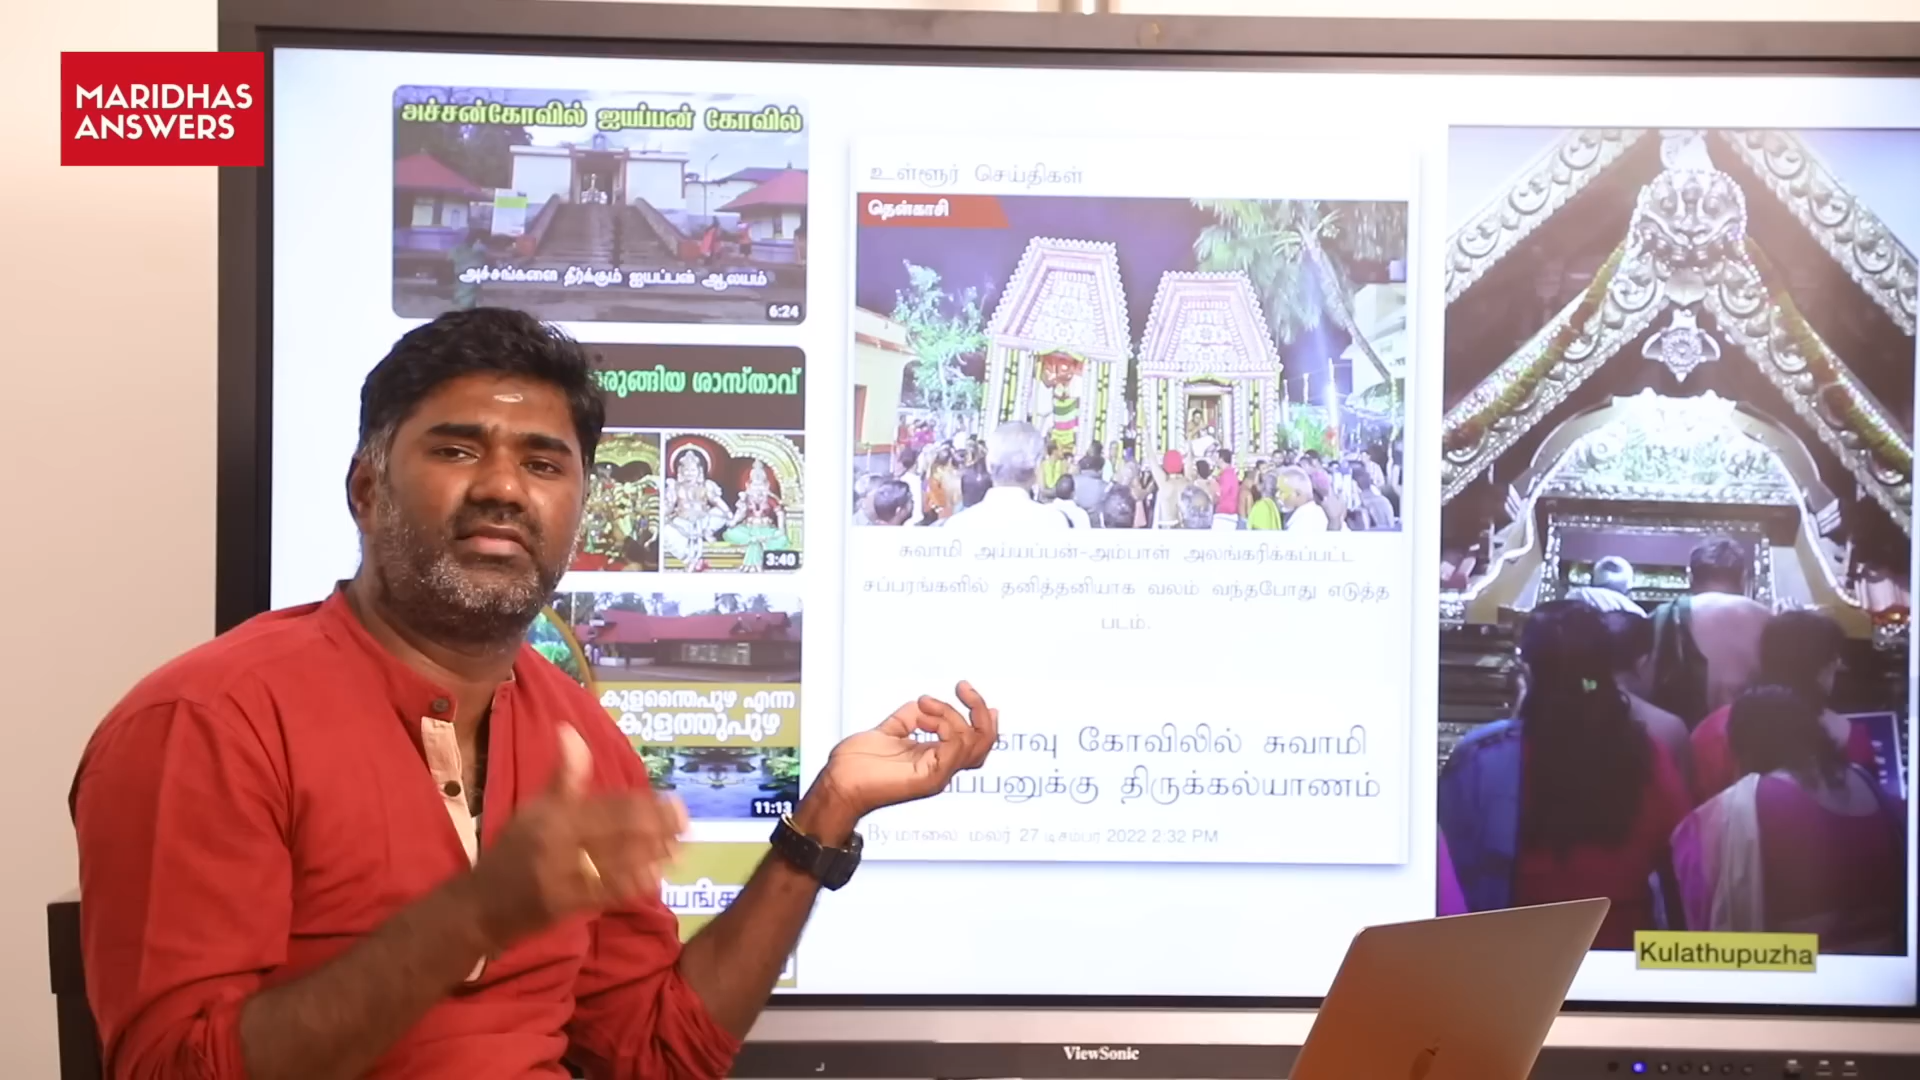 MARIDHAS
ANSWERS
அச்சன்கோவில் ஐயப்பன் கோவில்
அச்சங்களை தீர்க்கும் ஐயப்பன் ஆலயம்
6:24
ശാസ്താവ്
3:40
കുളത്തുപുഴ
11:13
உள்ளூர் செய்திகள்
தென்காசி
சுவாமி அய்யப்பன்-அம்பாள் அலங்கரிக்கப்பட்ட
சப்பரங்களில் தனித்தனியாக வலம் வந்தபோது எடுத்த
படம்.
கோவிலில் சுவாமி
திருக்கல்யாணம்
By மாலை மலர் 27 டிசம்பர் 2022 2:32 PM
Kulathupuzha
ViewSonic